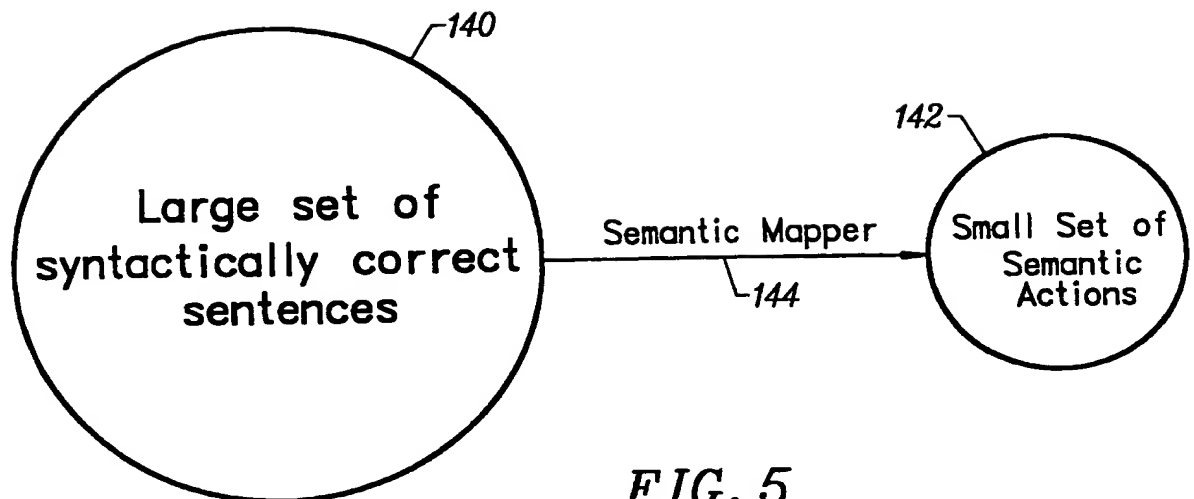 140
Large set of
syntactically correct
sentences
Semantic Mapper
144
142
Small Set of
Semantic
Actions
FIG. 5